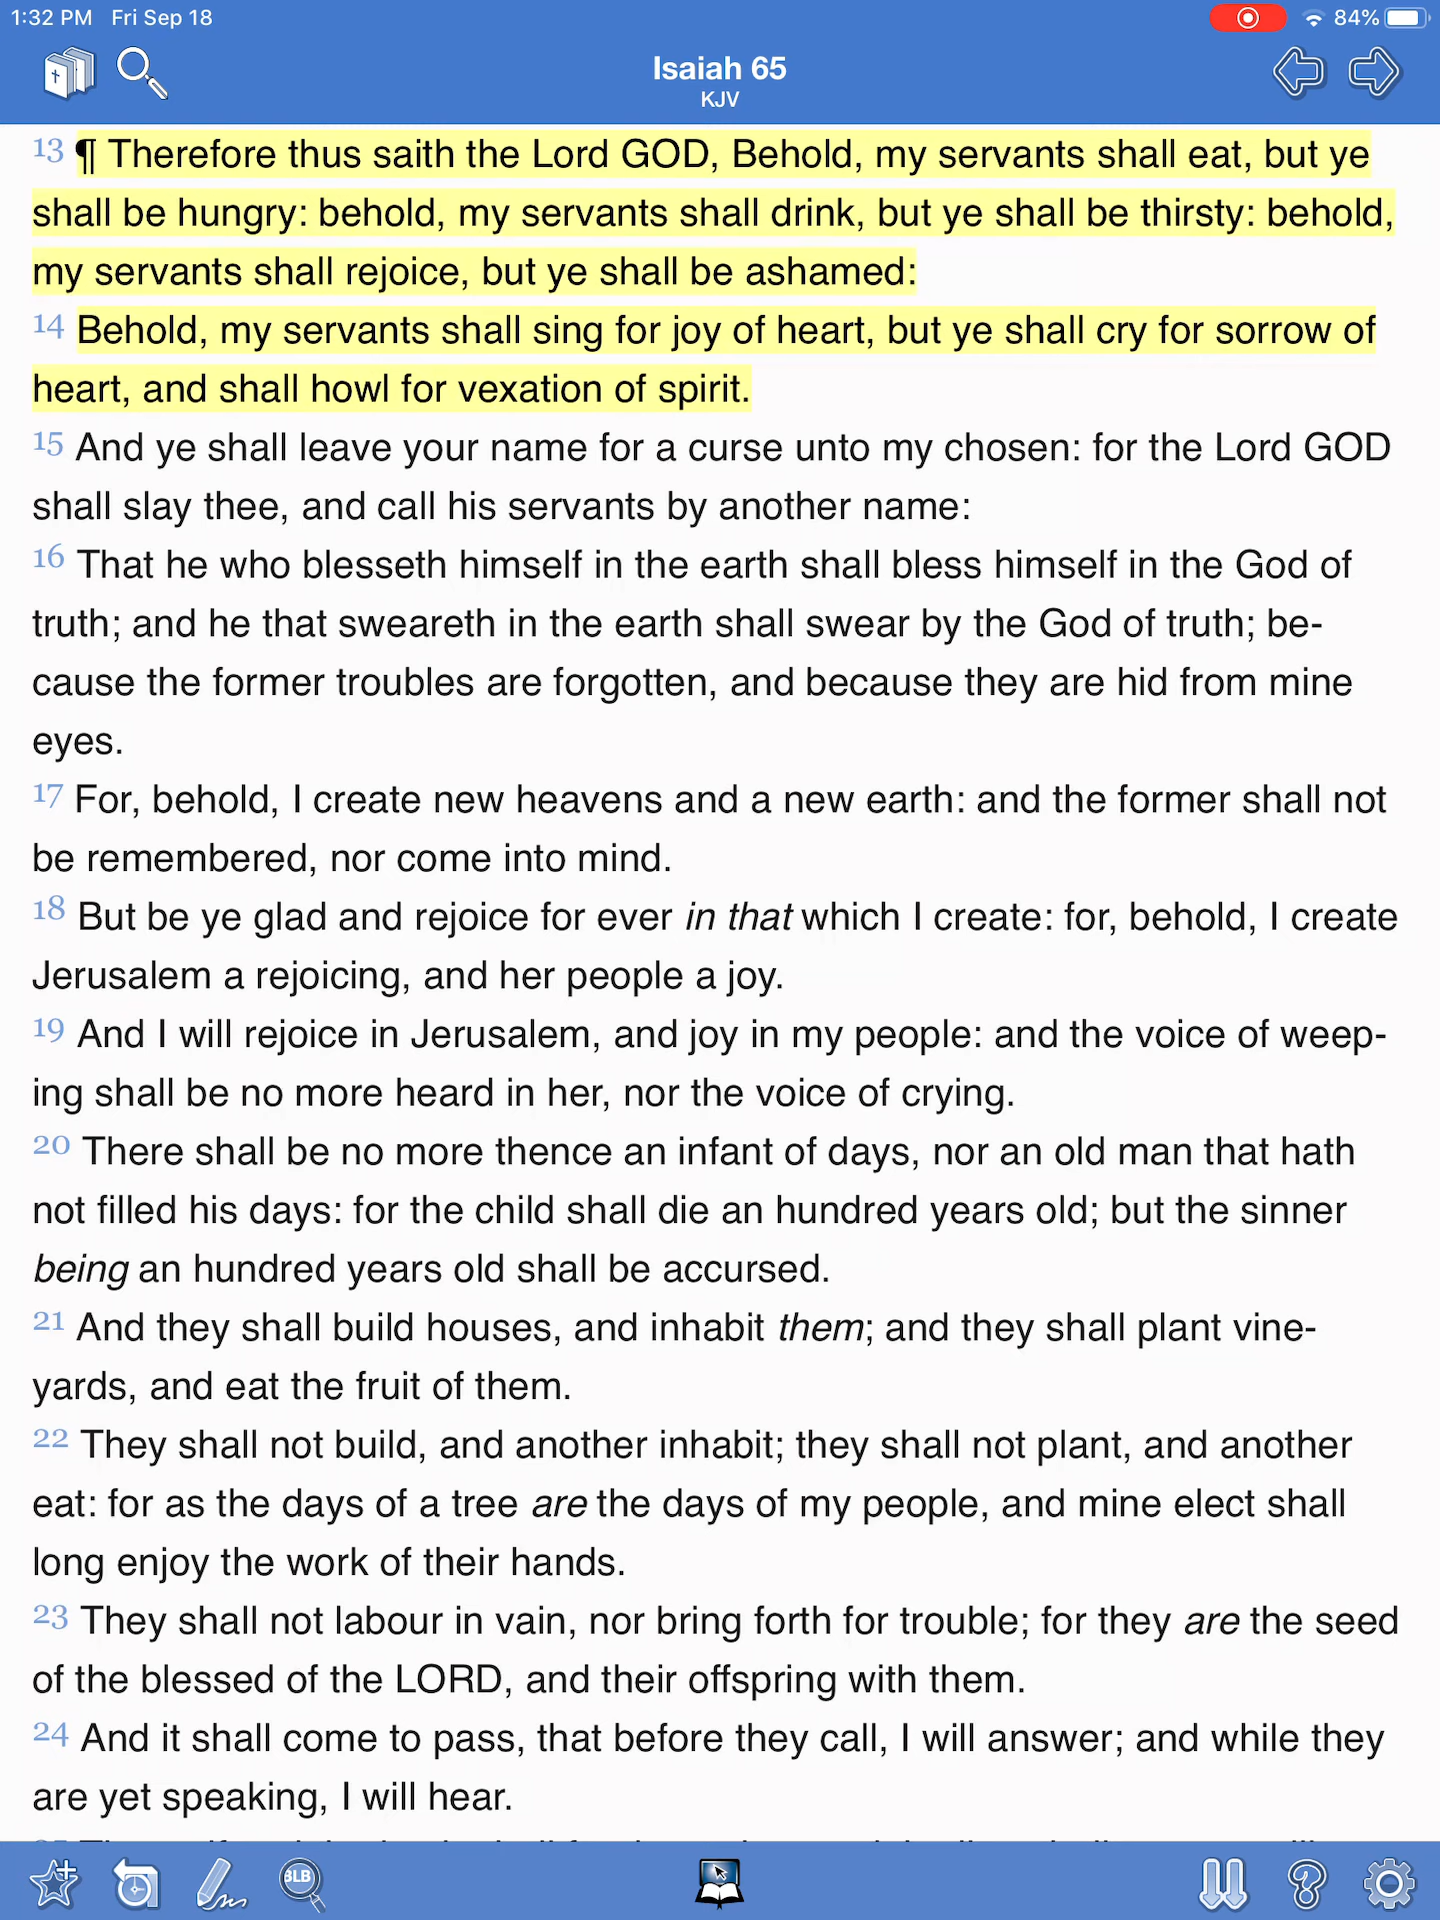 1:32 PM Fri Sep 18 84%
Isaiah 65
KJV
13 ¶ Therefore thus saith the Lord GOD, Behold, my servants shall eat, but ye
shall be hungry: behold, my servants shall drink, but ye shall be thirsty: behold,
my servants shall rejoice, but ye shall be ashamed:
14 Behold, my servants shall sing for joy of heart, but ye shall cry for sorrow of
heart, and shall howl for vexation of spirit.
15 And ye shall leave your name for a curse unto my chosen: for the Lord GOD
shall slay thee, and call his servants by another name:
16 That he who blesseth himself in the earth shall bless himself in the God of
truth; and he that sweareth in the earth shall swear by the God of truth; be-
cause the former troubles are forgotten, and because they are hid from mine
eyes.
17 For, behold, I create new heavens and a new earth: and the former shall not
be remembered, nor come into mind.
18 But be ye glad and rejoice for ever in that which I create: for, behold, I create
Jerusalem a rejoicing, and her people a joy.
19 And I will rejoice in Jerusalem, and joy in my people: and the voice of weep-
ing shall be no more heard in her, nor the voice of crying.
20 There shall be no more thence an infant of days, nor an old man that hath
not filled his days: for the child shall die an hundred years old; but the sinner
being an hundred years old shall be accursed.
21 And they shall build houses, and inhabit them; and they shall plant vine-
yards, and eat the fruit of them.
22 They shall not build, and another inhabit; they shall not plant, and another
eat: for as the days of a tree are the days of my people, and mine elect shall
long enjoy the work of their hands.
23 They shall not labour in vain, nor bring forth for trouble; for they are the seed
of the blessed of the LORD, and their offspring with them.
24 And it shall come to pass, that before they call, I will answer; and while they
are yet speaking, I will hear.
BLB